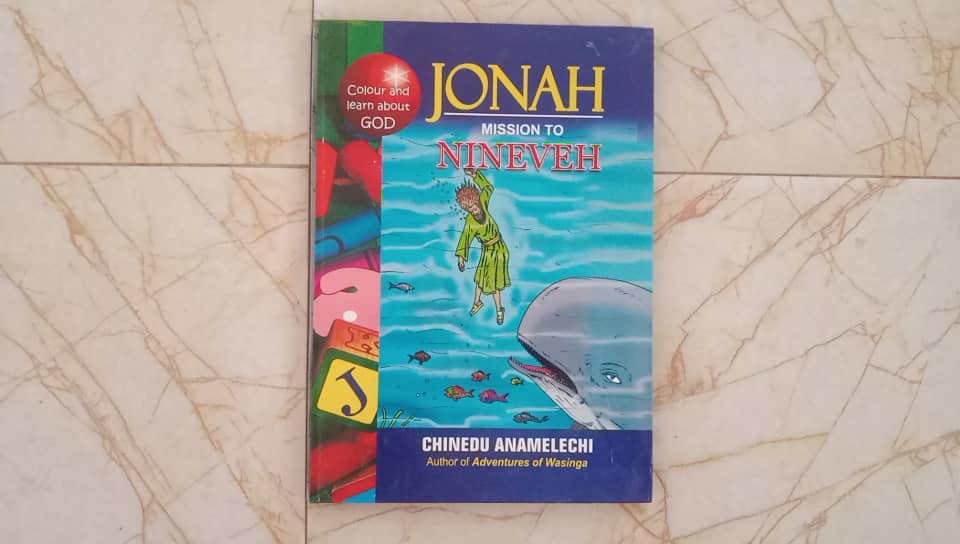 Colour and
learn about
GOD
JONAH
MISSION TO
NINEVEH
J
CHINEDU ANAMELECHI
Author of Adventures of Wasinga